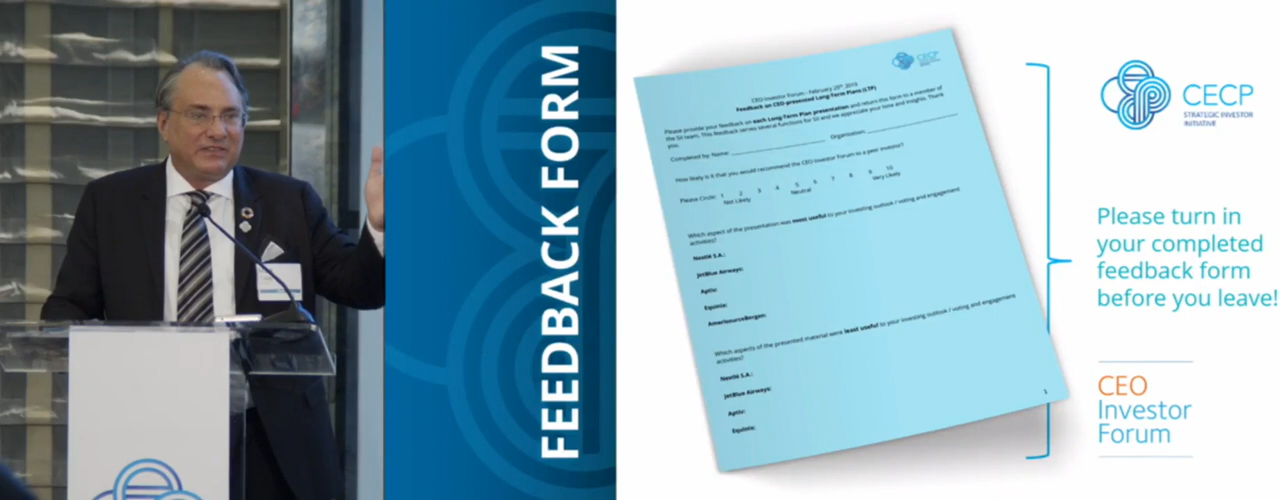 FEEDBACK FORM
CECP
CEO Investor Forum - February 25th, 2019
Feedback on CEO-presented Long-Term Plans (LTP)
Please provide your feedback on each Long-Term Plan presentation and return this form to a member of
the SII team. This feedback serves several functions for SII and we appreciate your time and insights. Thank
you.
Completed by: Name: Organization:
How likely is it that you would recommend the CEO Investor Forum to a peer investor?
Please Circle: 1 2 3 4 5 6 7 8 9 10
Not Likely Neutral Very Likely
Which aspect of the presentation was most useful to your investing outlook / voting and engagement
activities?
Nestlé S.A.:
JetBlue Airways:
Aptiv:
Equinix:
AmerisourceBergen:
Which aspects of the presented material were least useful to your investing outlook / voting and engagement
activities?
Nestlé S.A.:
JetBlue Airways:
Aptiv:
Equinix:
1
CECP
STRATEGIC INVESTOR
INITIATIVE
Please turn in
your completed
feedback form
before you leave!
CEO
Investor
Forum